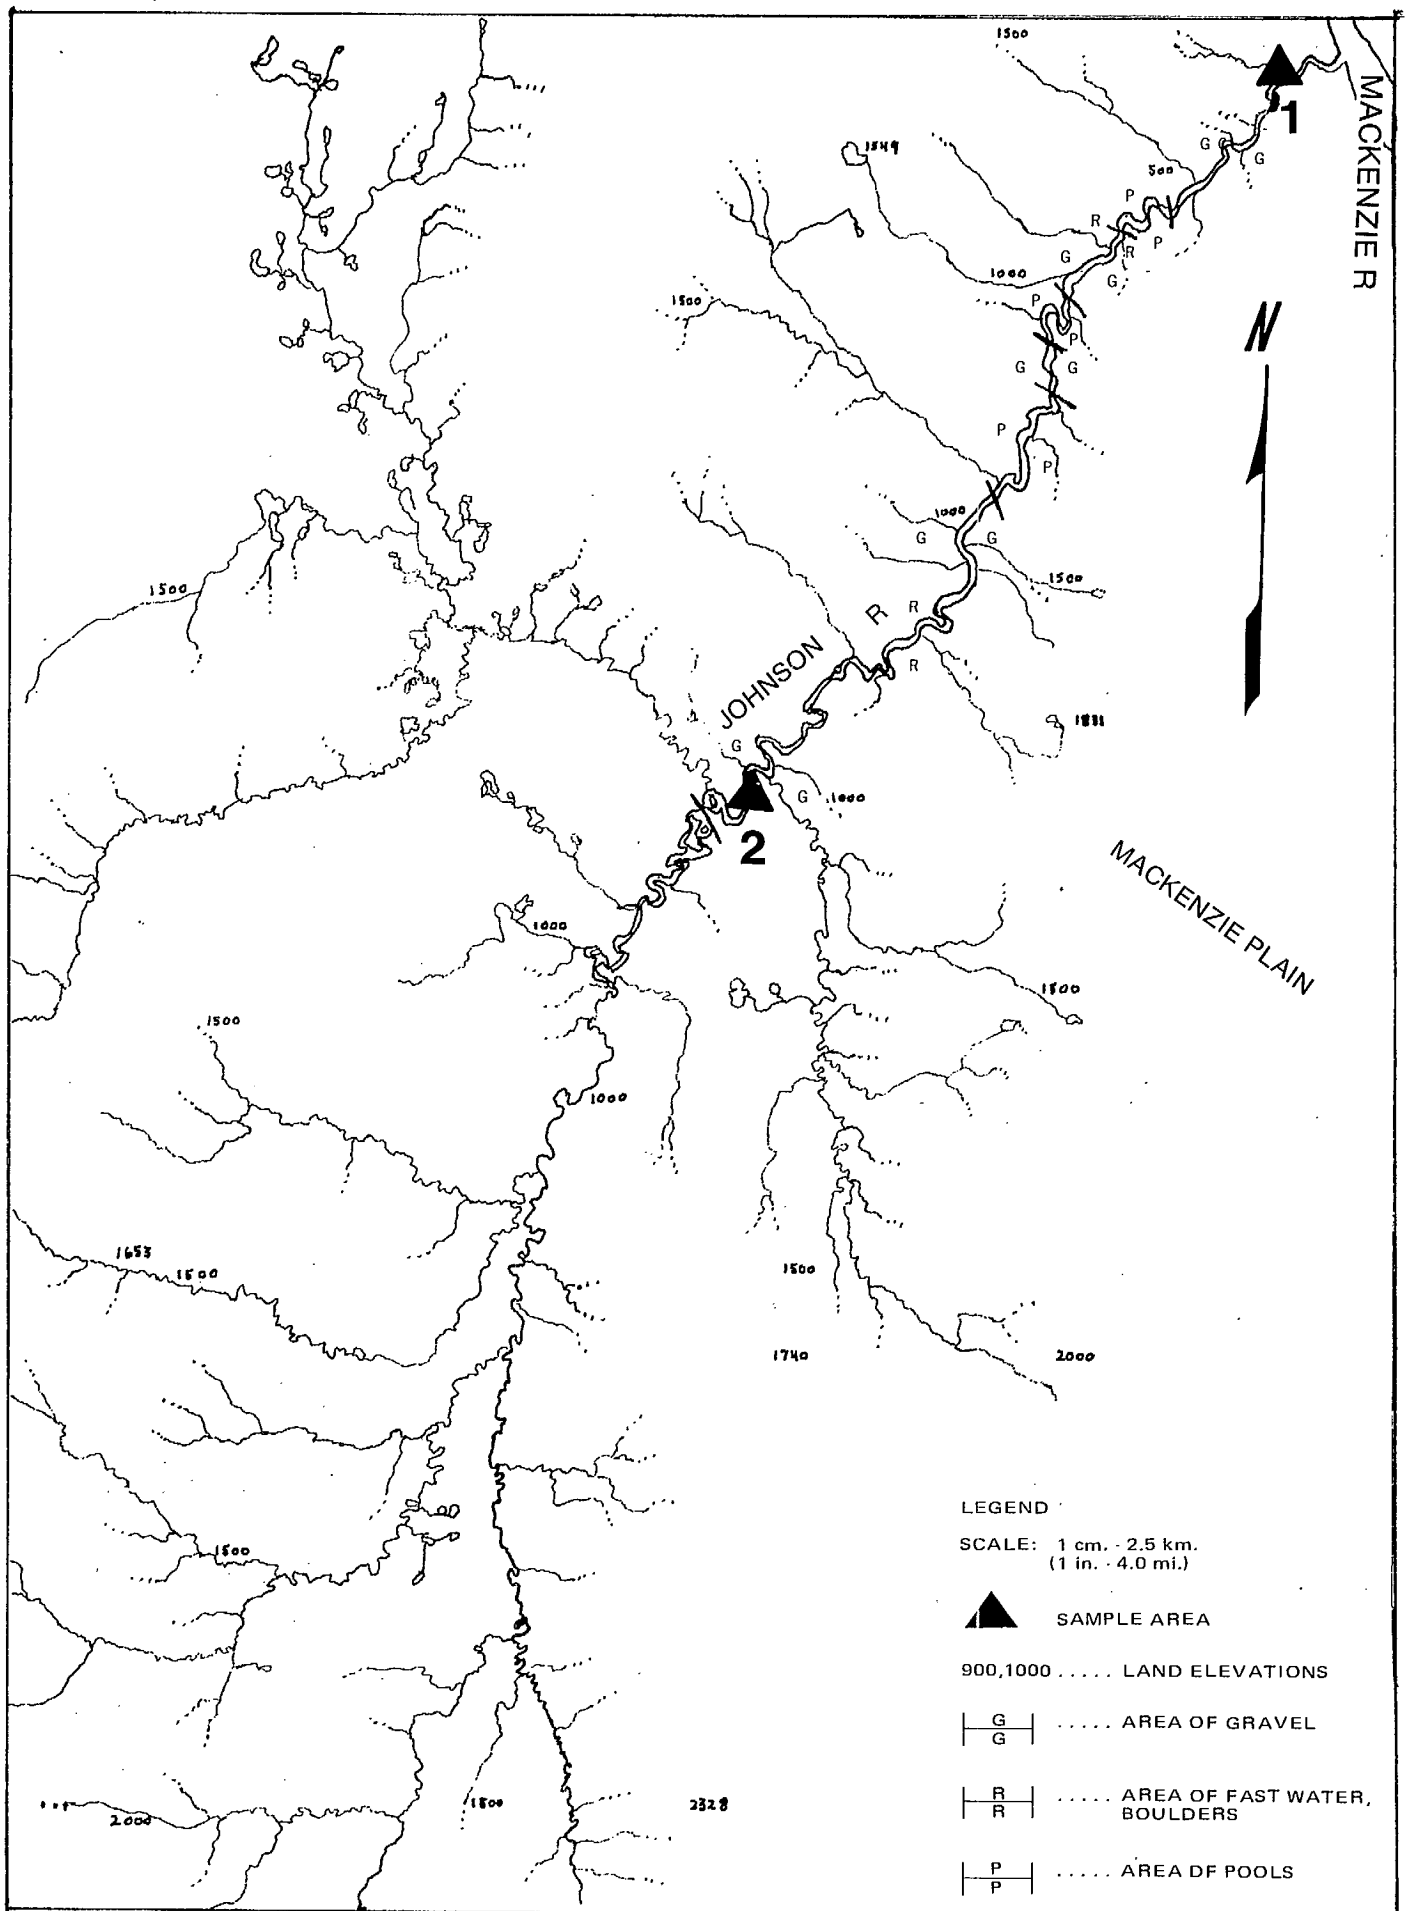 1500
1
MACKENZIE R
1549
G G
G
500
P
R
P
R
G
G
1000
P
P
N
1500
G
G
P
P
1000
G
G
1500
R
R
JOHNSON R
1831
G
G
1000
2
MACKENZIE PLAIN
1500
1000
1500
1500
1000
1653
1500
1500
1740
2000
1500
2000
1500
2328
LEGEND
SCALE: 1 cm. - 2.5 km.
(1 in. - 4.0 mi.)
SAMPLE AREA
900,1000 ..... LAND ELEVATIONS
G
G ..... AREA OF GRAVEL
R
R ..... AREA OF FAST WATER,
BOULDERS
P
P ..... AREA OF POOLS